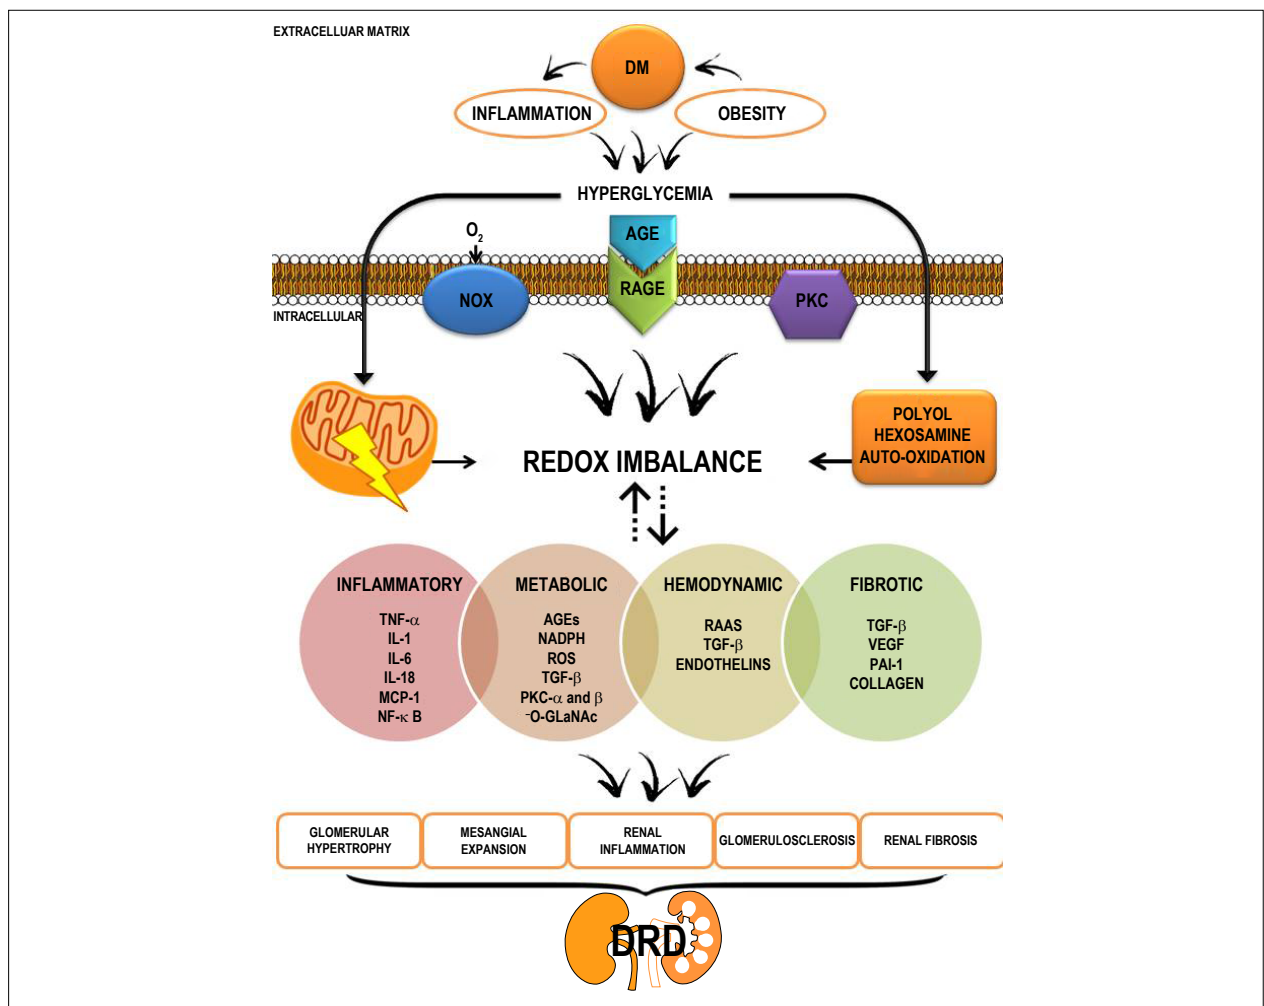 EXTRACELLUAR MATRIX
DM
INFLAMMATION
OBESITY
HYPERGLYCEMIA
O2
AGE
RAGE
NOX
PKC
INTRACELLULAR
POLYOL
HEXOSAMINE
AUTO-OXIDATION
REDOX IMBALANCE
INFLAMMATORY
TNF-α
IL-1
IL-6
IL-18
MCP-1
NF-κ B
METABOLIC
AGEs
NADPH
ROS
TGF-β
PKC-α and β
-O-GLaNAc
HEMODYNAMIC
RAAS
TGF-β
ENDOTHELINS
FIBROTIC
TGF-β
VEGF
PAI-1
COLLAGEN
GLOMERULAR
HYPERTROPHY
MESANGIAL
EXPANSION
RENAL
INFLAMMATION
GLOMERULOSCLEROSIS
RENAL FIBROSIS
DRD